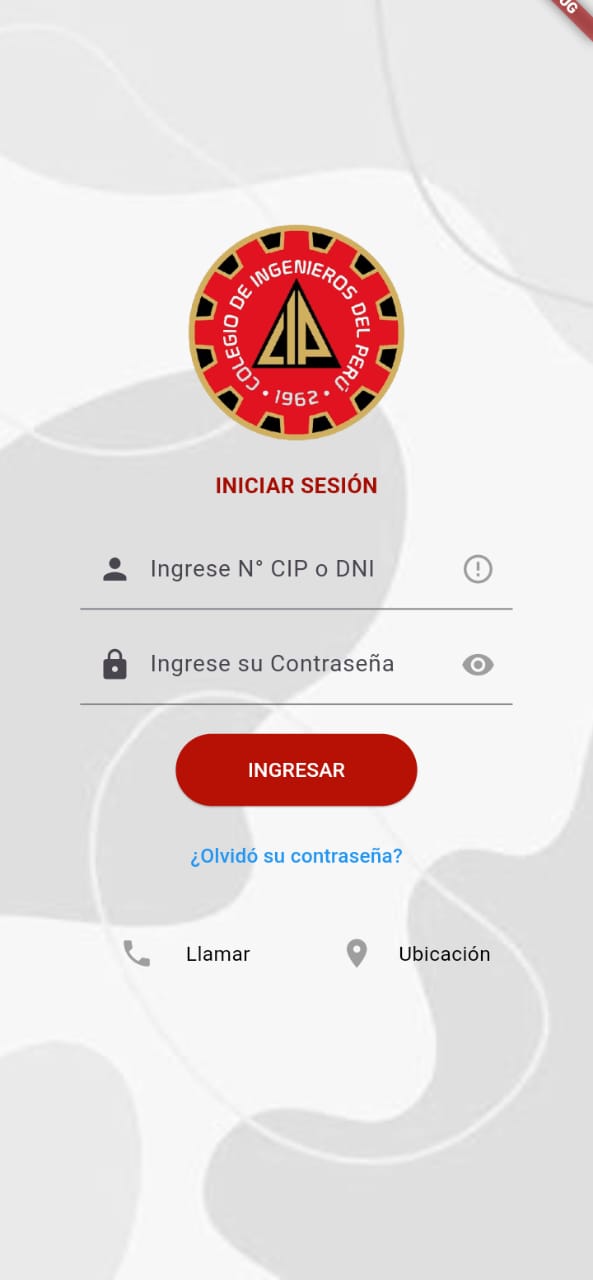 COLEGIO DE INGENIEROS DEL PERÚ
CIP
• 1962 •
INICIAR SESIÓN
Ingrese N° CIP o DNI
Ingrese su Contraseña
INGRESAR
¿Olvidó su contraseña?
Llamar Ubicación